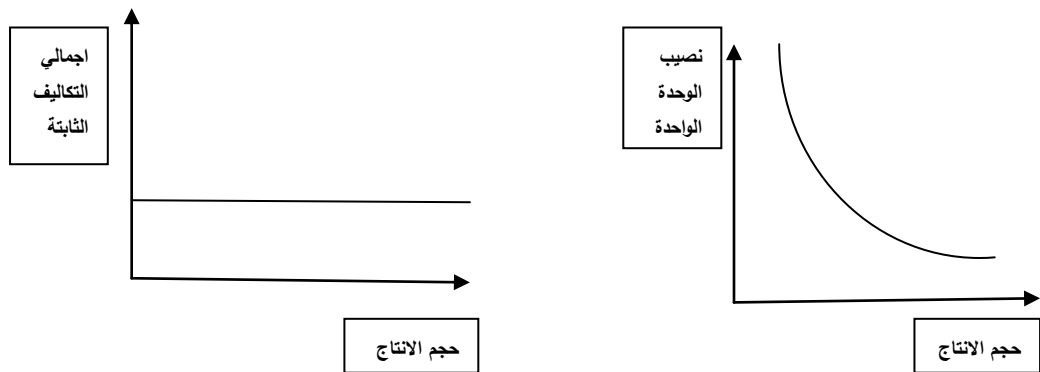 اجمالي
التكاليف
الثابتة
حجم الانتاج
نصيب
الوحدة
الواحدة
حجم الانتاج